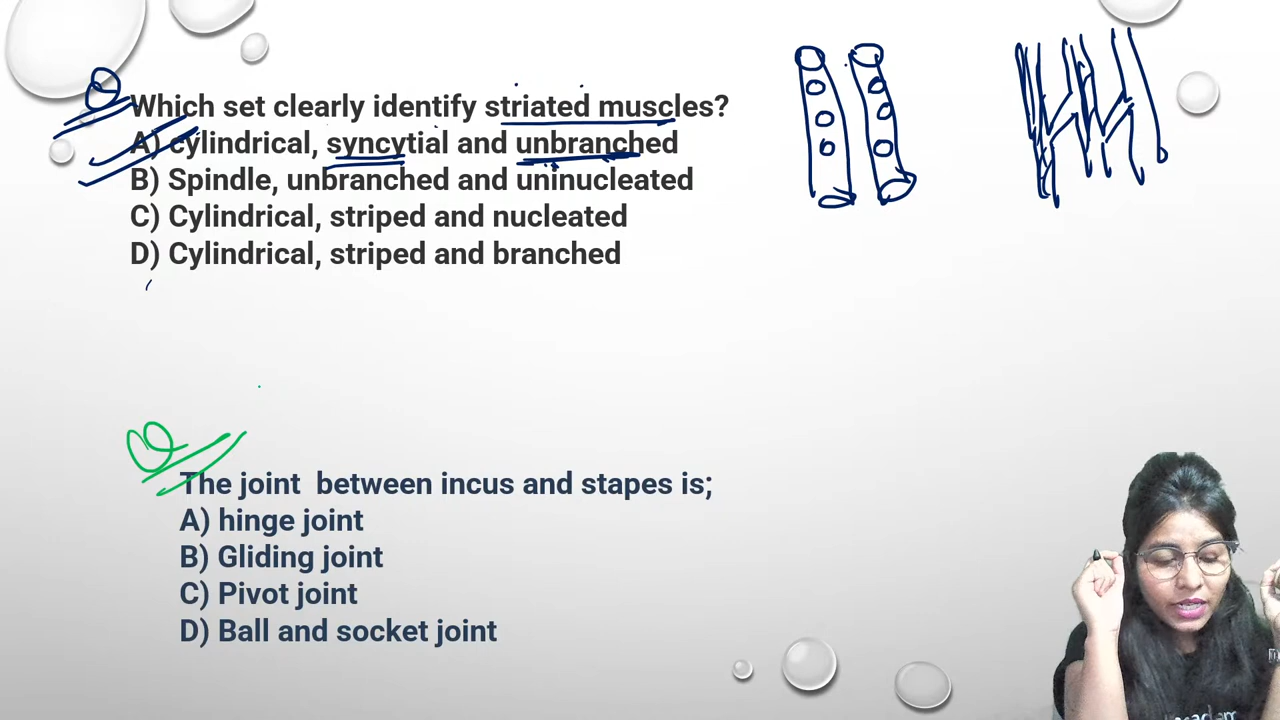 Which set clearly identify striated muscles?
A) cylindrical, syncytial and unbranched
B) Spindle, unbranched and uninucleated
C) Cylindrical, striped and nucleated
D) Cylindrical, striped and branched
The joint between incus and stapes is;
A) hinge joint
B) Gliding joint
C) Pivot joint
D) Ball and socket joint